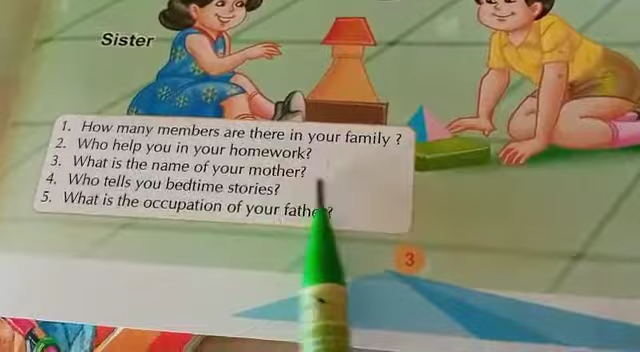 Sister
1. How many members are there in your family ?
2. Who help you in your homework?
3. What is the name of your mother?
4. Who tells you bedtime stories?
5. What is the occupation of your father?
3